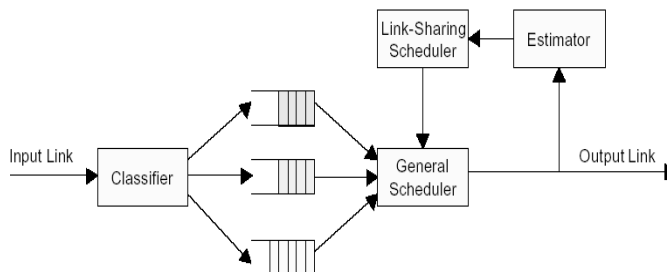 Link-Sharing
Scheduler
Estimator
Input Link
Classifier
General
Scheduler
Output Link